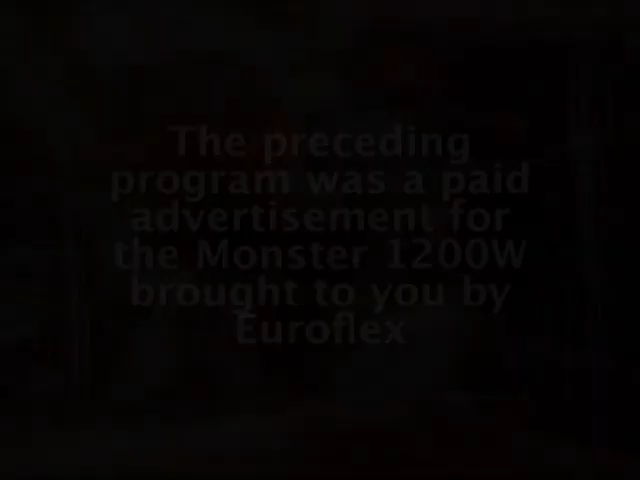 The preceding
program was a paid
advertisement for
the Monster 1200W
brought to you by
Euroflex